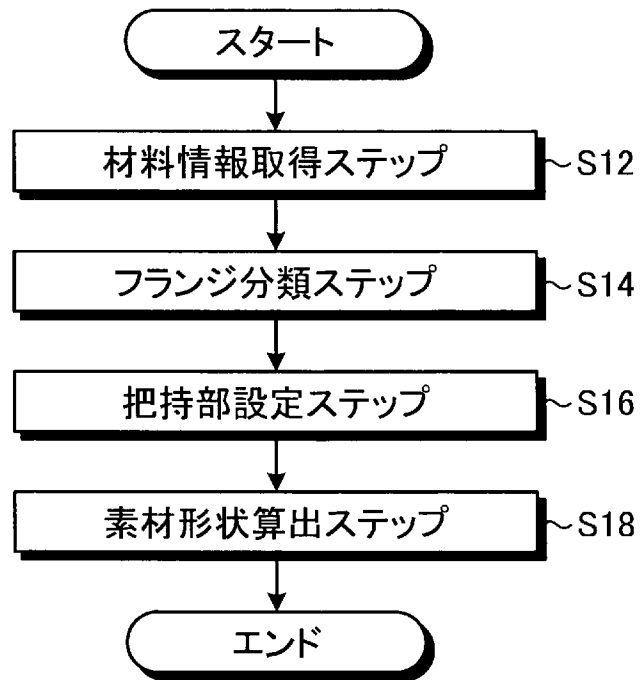 スタート
材料情報取得ステップ ～S12
フランジ分類ステップ ～S14
把持部設定ステップ ～S16
素材形状算出ステップ ～S18
エンド